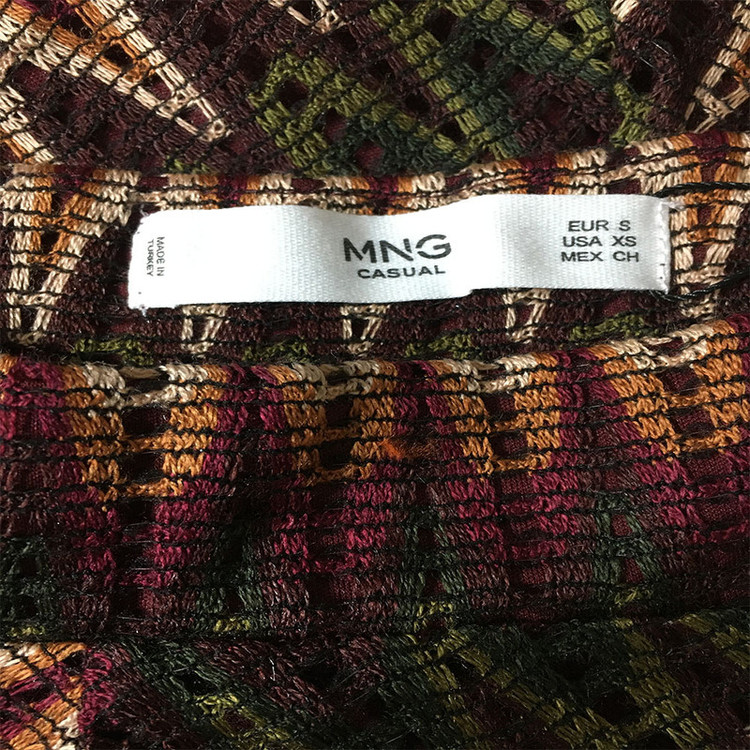 MADE IN
TURKEY
MNG
CASUAL
EUR S
USA XS
MEX CH